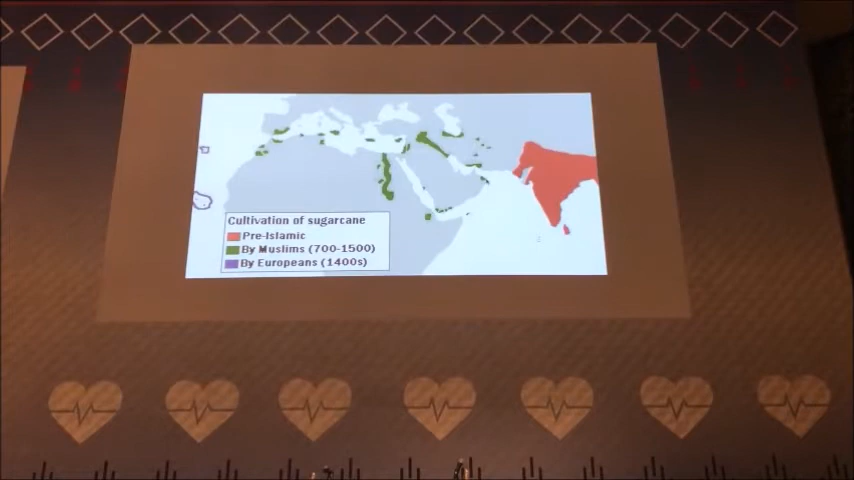 Cultivation of sugarcane
Pre-Islamic
By Muslims (700-1500)
By Europeans (1400s)